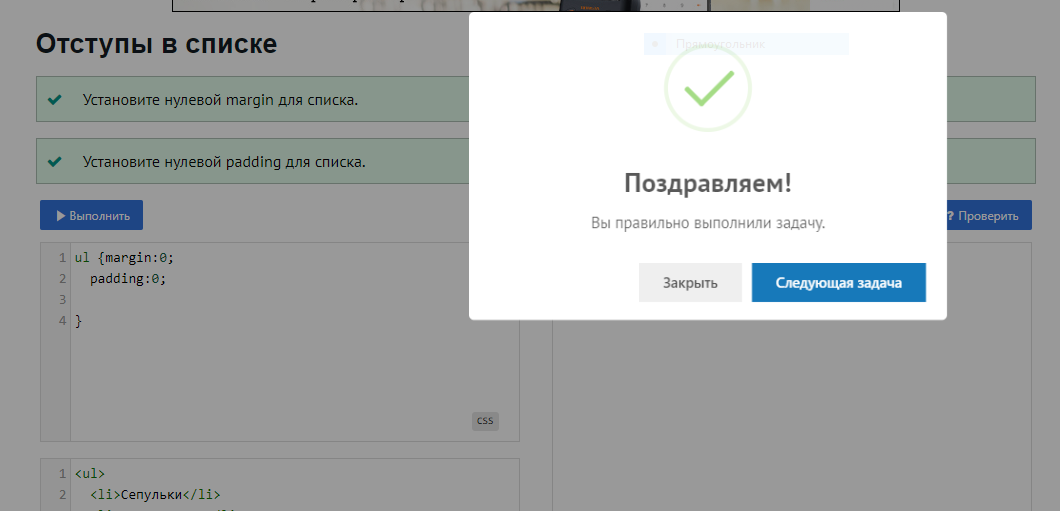 Отступы в списке
Прямоугольник
Установите нулевой margin для списка.
Установите нулевой padding для списка.
Поздравляем!
Вы правильно выполнили задачу.
Закрыть
Следующая задача
Выполнить
? Проверить
1 ul {margin:0;
2 padding:0;
3
4 }
CSS
1 <ul>
2 <li>Сепульки</li>